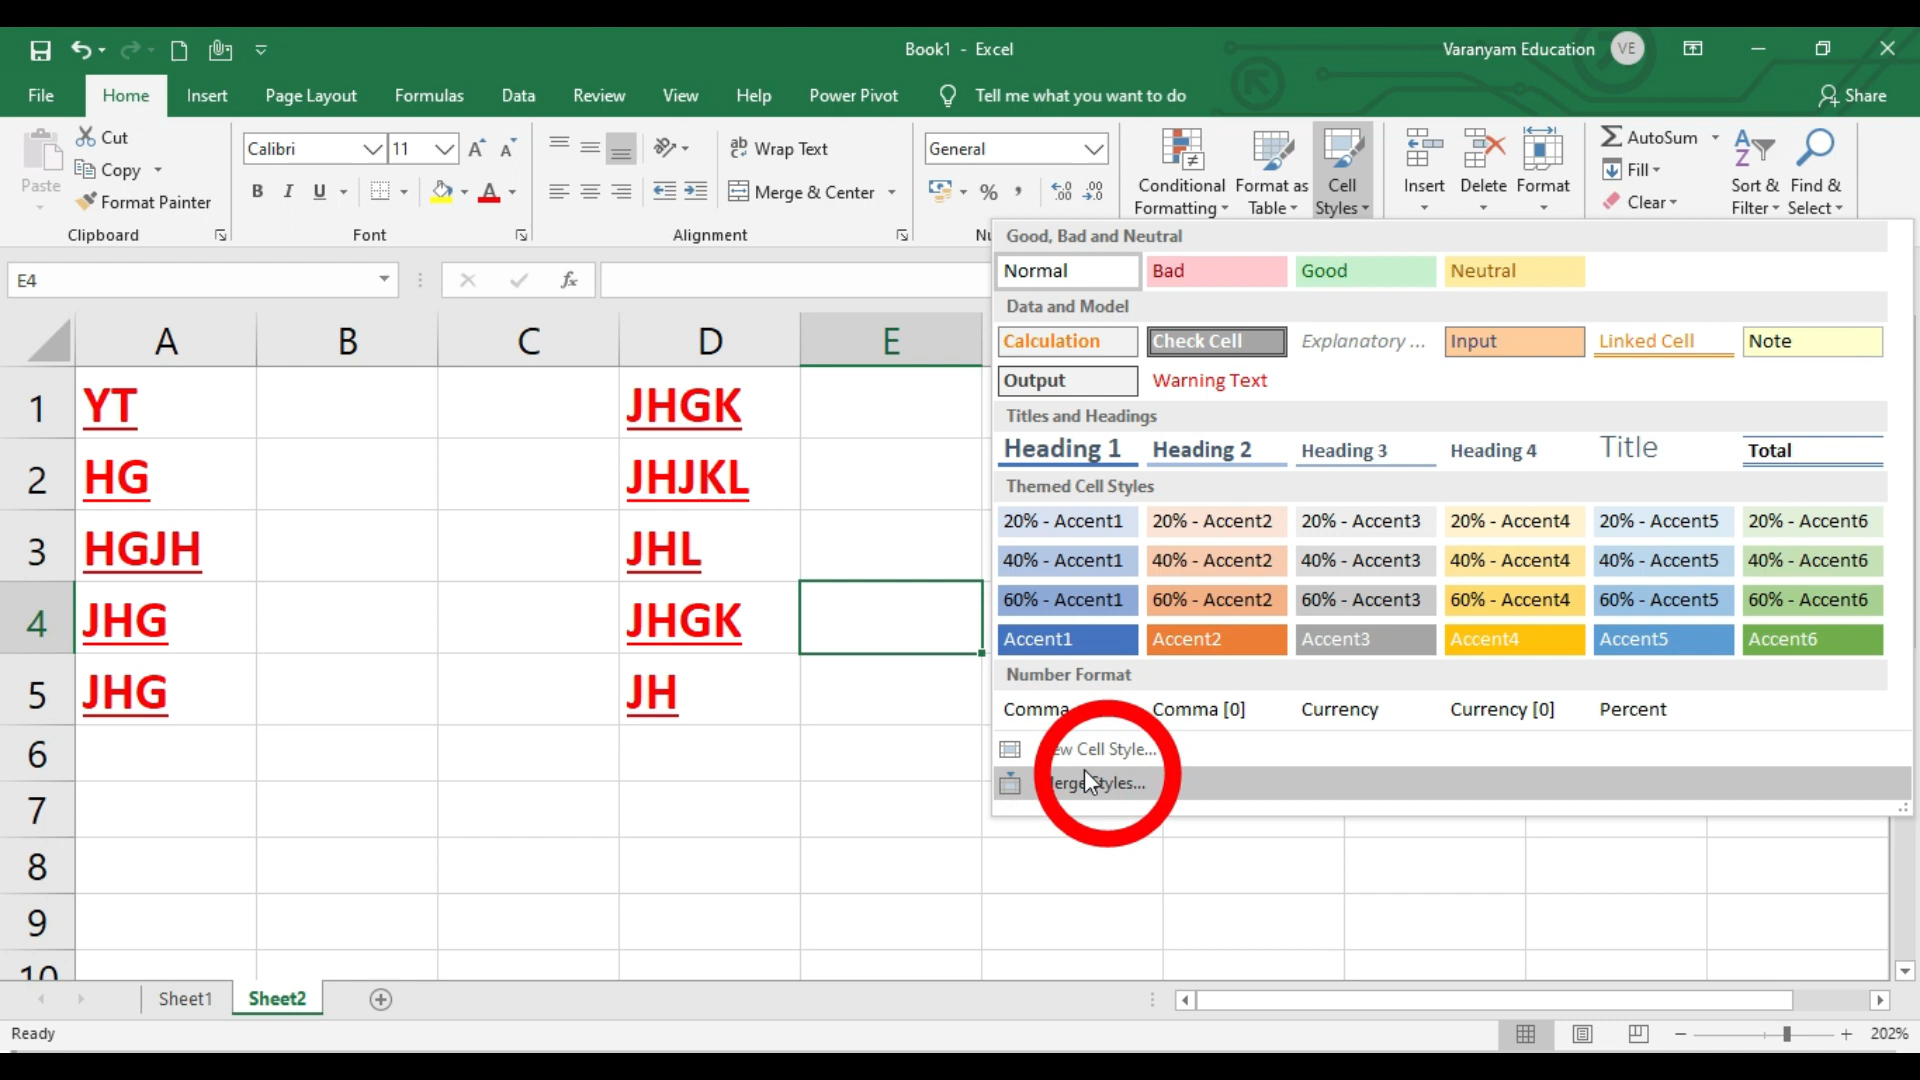 Book1 - Excel
Varanyam Education VE
File Home Insert Page Layout Formulas Data Review View Help Power Pivot Tell me what you want to do Share
Paste
Cut
Copy
Format Painter
Clipboard
Calibri 11
B I U
Font
Wrap Text
Merge & Center
Alignment
General
Conditional Formatting
Format as Table
Cell Styles
Insert
Delete
Format
AutoSum
Fill
Clear
Sort & Filter
Find & Select
E4
fx
Good, Bad and Neutral
Normal Bad Good Neutral
Data and Model
Calculation Check Cell Explanatory ... Input Linked Cell Note
Output Warning Text
Titles and Headings
Heading 1 Heading 2 Heading 3 Heading 4 Title Total
Themed Cell Styles
20% - Accent1 20% - Accent2 20% - Accent3 20% - Accent4 20% - Accent5 20% - Accent6
40% - Accent1 40% - Accent2 40% - Accent3 40% - Accent4 40% - Accent5 40% - Accent6
60% - Accent1 60% - Accent2 60% - Accent3 60% - Accent4 60% - Accent5 60% - Accent6
Accent1 Accent2 Accent3 Accent4 Accent5 Accent6
Number Format
Comma Comma [0] Currency Currency [0] Percent
Cell Style...
Styles...
A B C D E
1 YT JHGK
2 HG JHJKL
3 HGJH JHL
4 JHG JHGK
5 JHG JH
6
7
8
9
10
Sheet1 Sheet2
Ready
202%